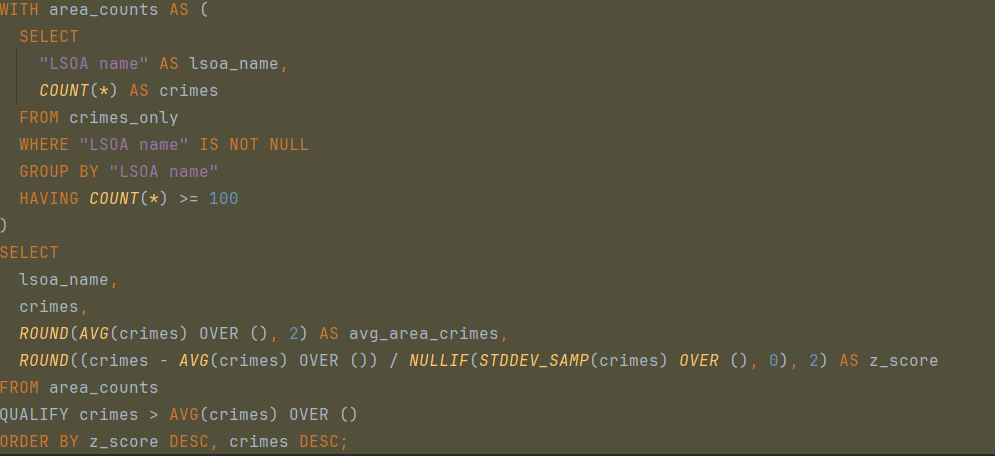 WITH area_counts AS (
  SELECT
    "LSOA name" AS lsoa_name,
    COUNT(*) AS crimes
  FROM crimes_only
  WHERE "LSOA name" IS NOT NULL
  GROUP BY "LSOA name"
  HAVING COUNT(*) >= 100
)
SELECT
  lsoa_name,
  crimes,
  ROUND(AVG(crimes) OVER (), 2) AS avg_area_crimes,
  ROUND((crimes - AVG(crimes) OVER ()) / NULLIF(STDDEV_SAMP(crimes) OVER (), 0), 2) AS z_score
FROM area_counts
QUALIFY crimes > AVG(crimes) OVER ()
ORDER BY z_score DESC, crimes DESC;